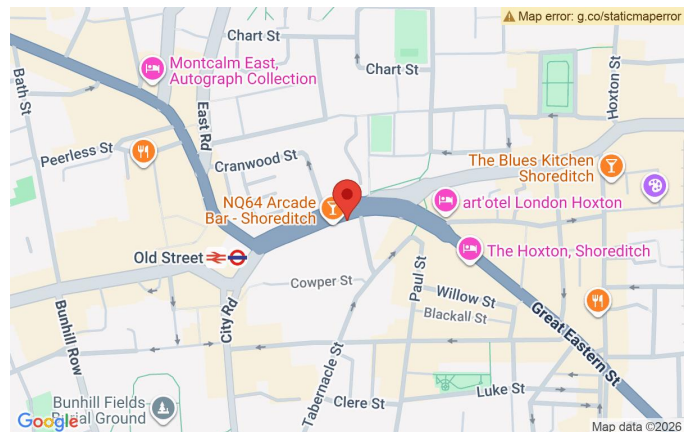 Map error: g.co/staticmaperror
Chart St
Hoxton St
Montcalm East,
Autograph Collection
Chart St
Bath St
East Rd
Peerless St
Cranwood St
The Blues Kitchen
Shoreditch
NQ64 Arcade
Bar - Shoreditch
art'otel London Hoxton
The Hoxton, Shoreditch
Old Street
Cowper St
Paul St
Willow St
Blackall St
City Rd
Bunhill Row
Great Eastern St
Tabernacle St
Luke St
Clere St
Bunhill Fields
Burial Ground
Google
Map data ©2026